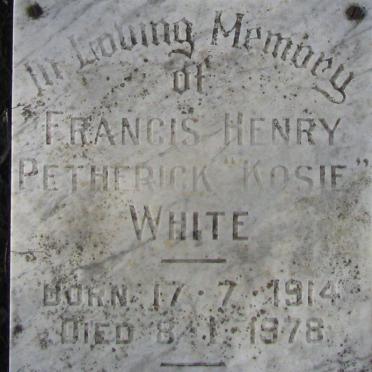 In Loving Memory
of
FRANCIS HENRY
PETHERICK "KOSIE"
WHITE
BORN 17 · 7 · 1914
DIED 8 · 1 · 1978